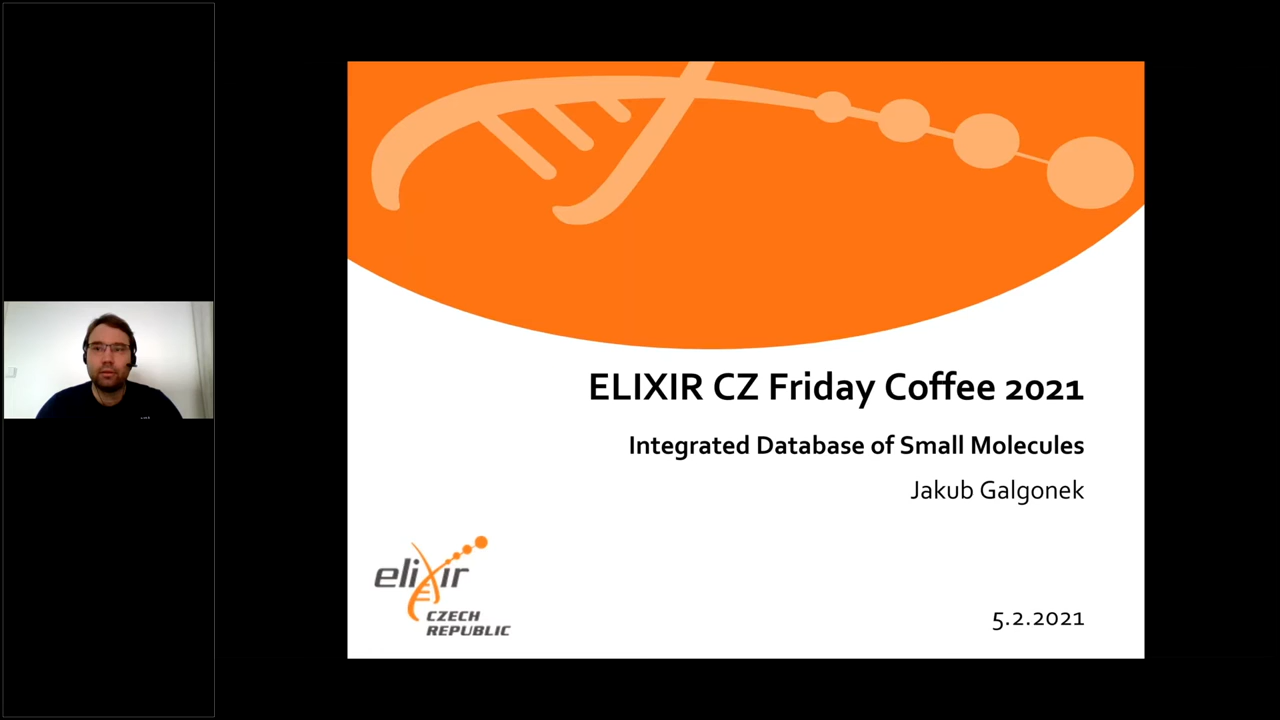 ELIXIR CZ Friday Coffee 2021
Integrated Database of Small Molecules
Jakub Galgonek
elixir
CZECH
REPUBLIC
5.2.2021